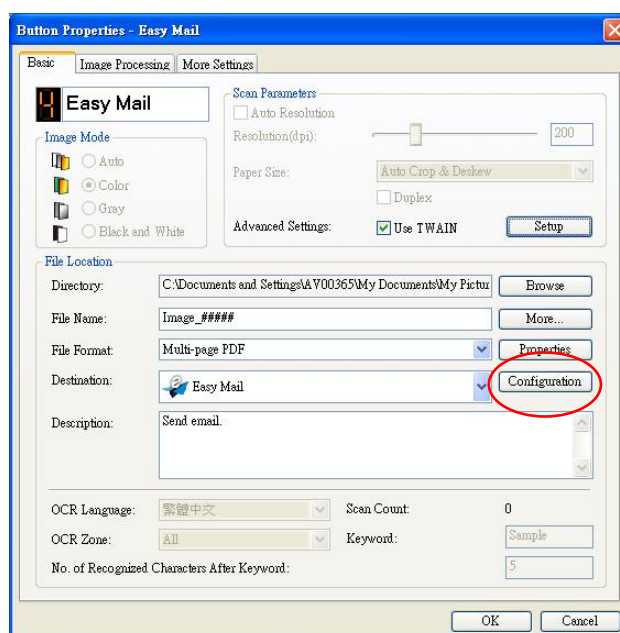 Button Properties - Easy Mail
Basic Image Processing More Settings
4 Easy Mail
Scan Parameters
Auto Resolution
Resolution(dpi): 200
Paper Size: Auto Crop & Deskew
Duplex
Advanced Settings: Use TWAIN Setup
Image Mode
Auto
Color
Gray
Black and White
File Location
Directory: C:\Documents and Settings\AV00365\My Documents\My Pictur Browse
File Name: Image_##### More...
File Format: Multi-page PDF Properties
Destination: Easy Mail Configuration
Description: Send email.
OCR Language: 繁體中文 Scan Count: 0
OCR Zone: All Keyword: Sample
No. of Recognized Characters After Keyword: 5
OK Cancel